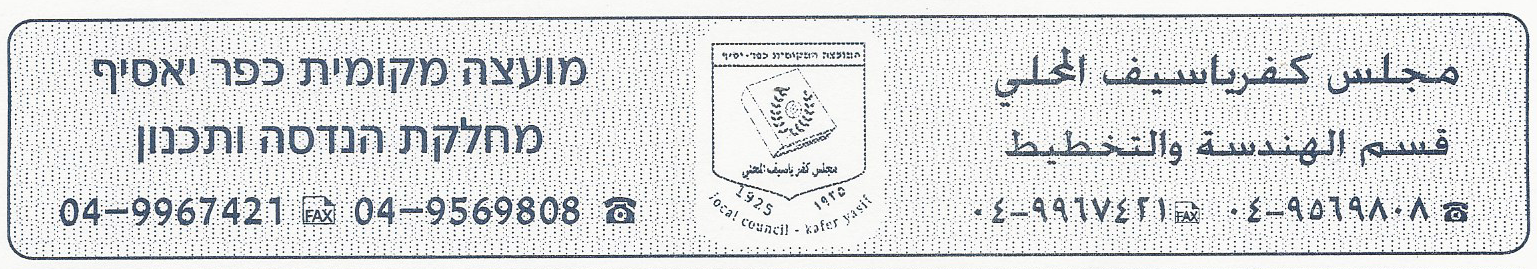 مجلس كفرياسيف المحلي
قسم الهندسة والتخطيط
٠٤-٩٥٦٩٨٠٨ FAX ٠٤-٩٩٦٧٤٢١
המועצה המקומית כפר-יסיף
مجلس كفرياسيف المحلي
1925 ١٩٢٥
local council - kafer yasif
מועצה מקומית כפר יאסיף
מחלקת הנדסה ותכנון
04-9569808 FAX 04-9967421